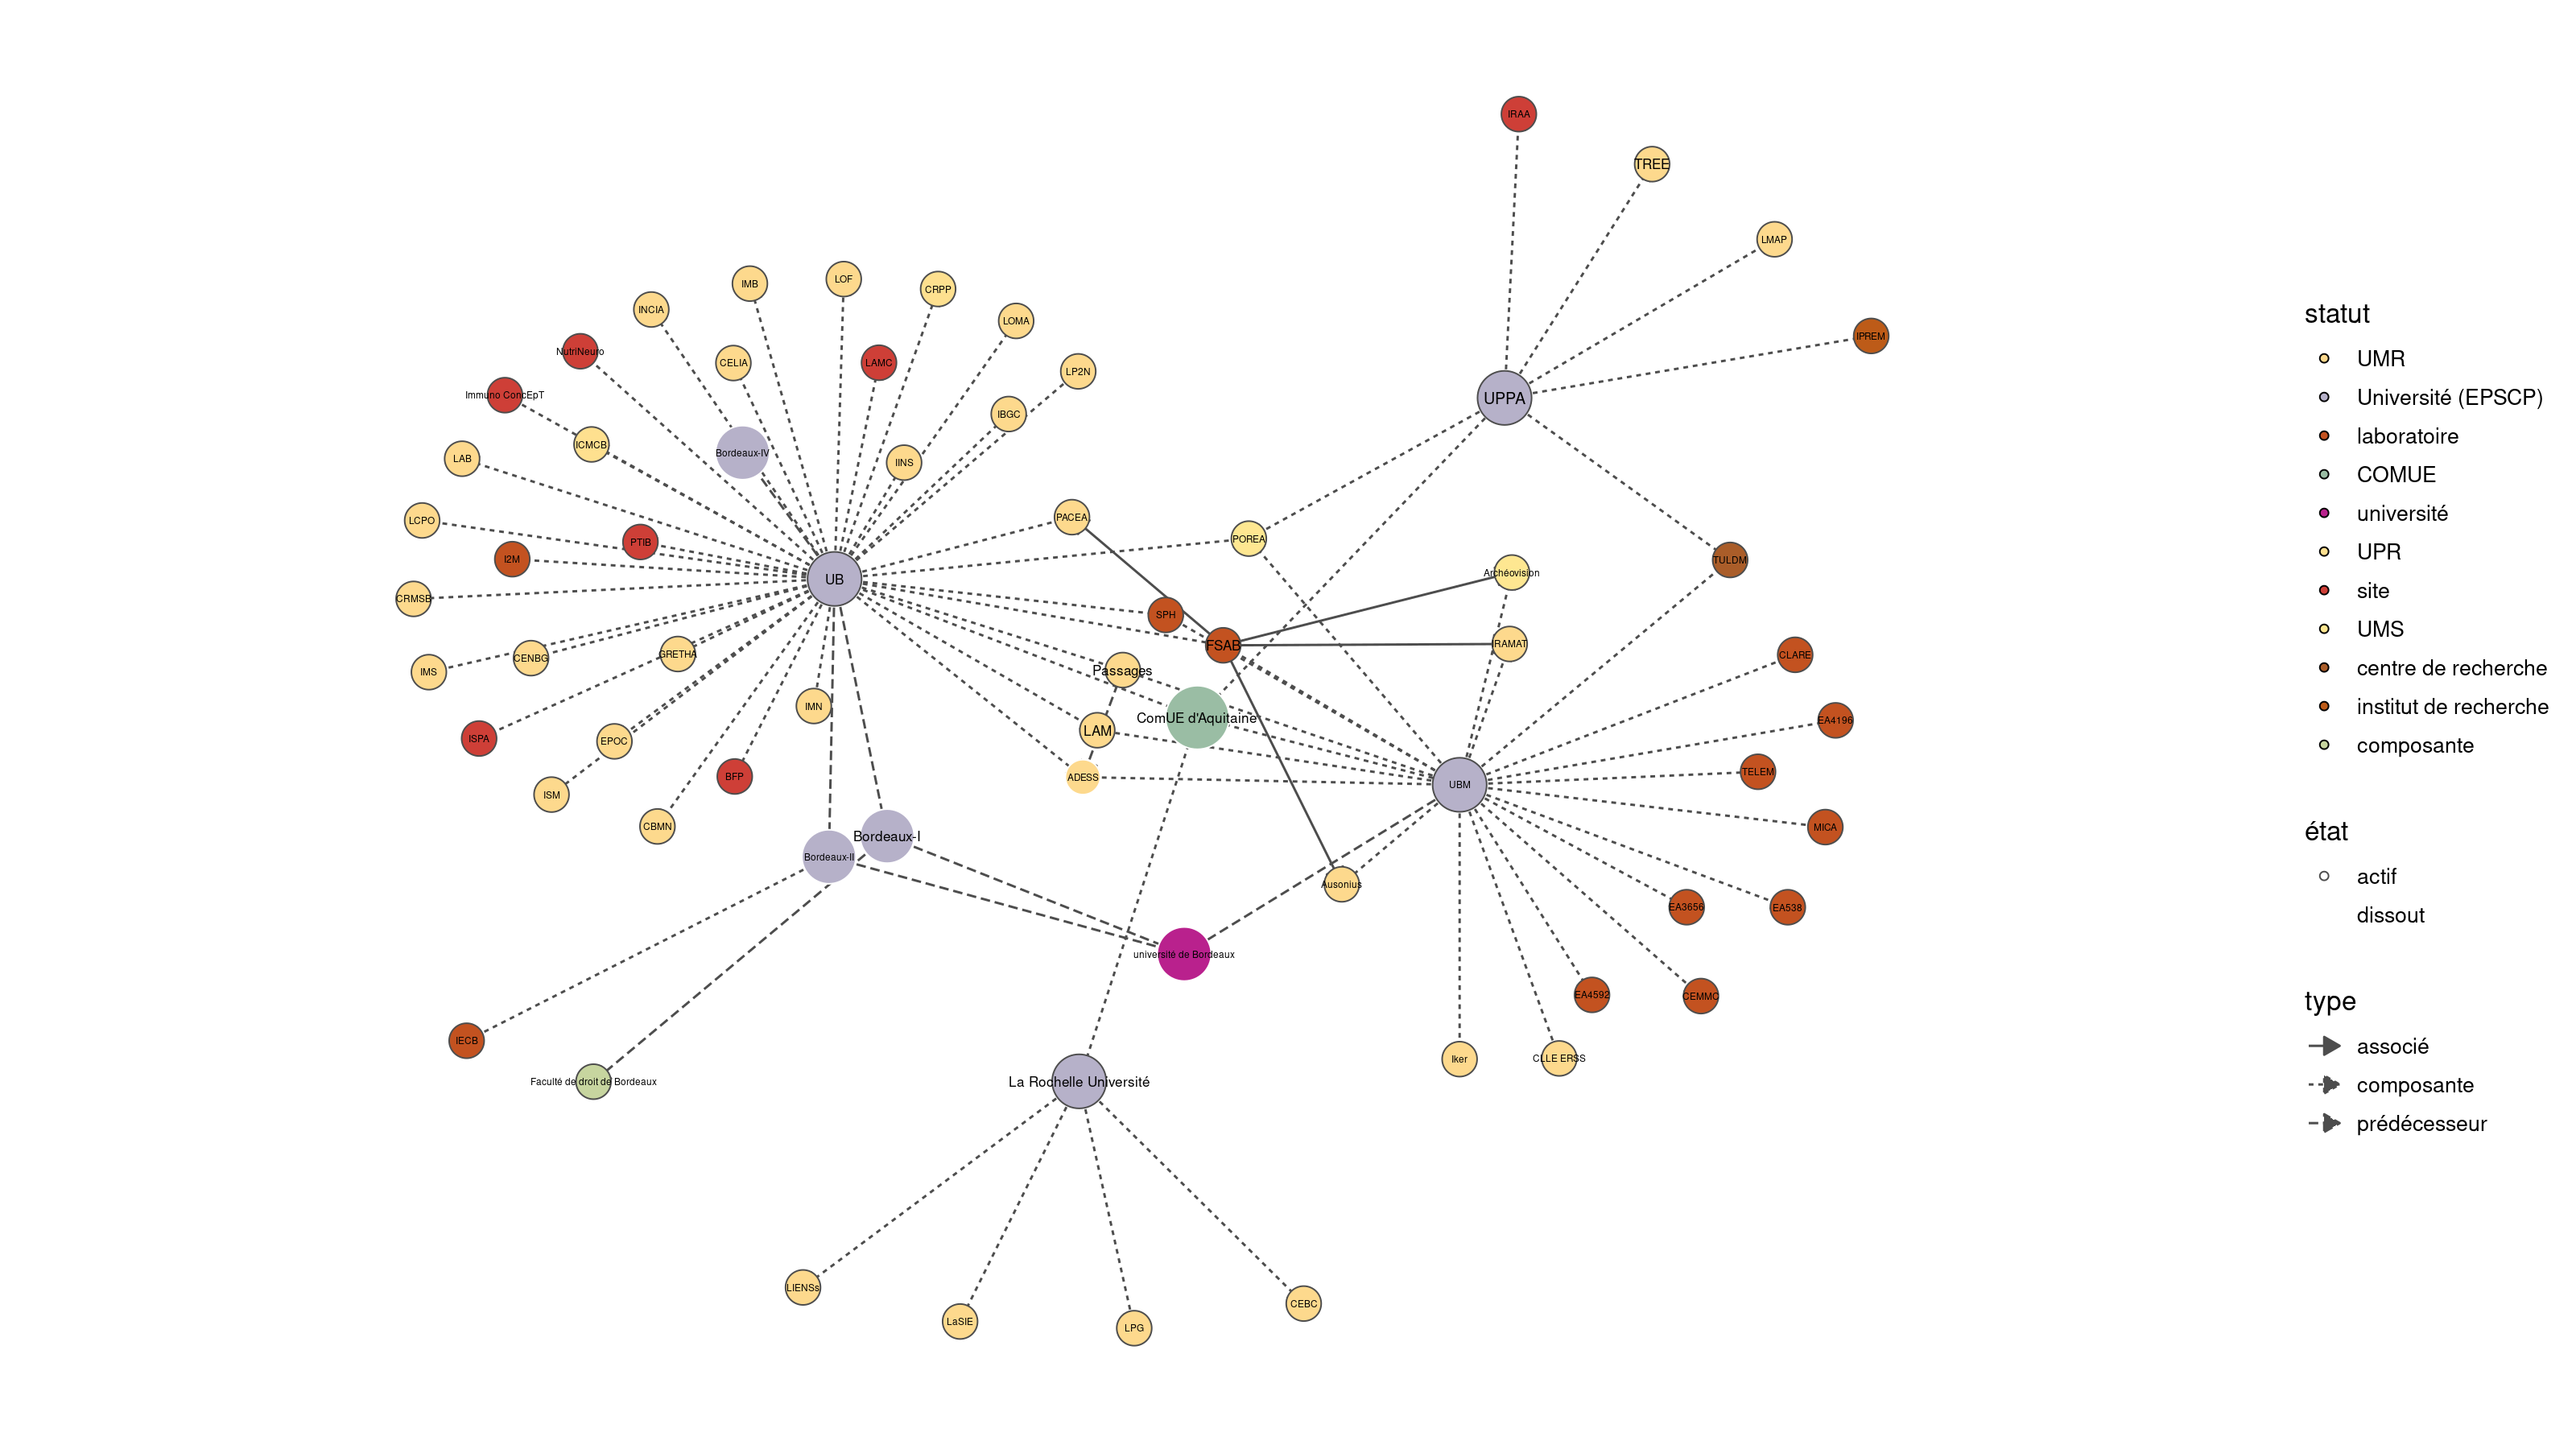 IRAA
TREE
LMAP
IPREM
UPPA
LOF
IMB
CRPP
INCIA
LOMA
NutriNeuro
CELIA
LAMC
LP2N
Immuno ConcEpT
IBGC
ICMCB
Bordeaux-IV
LAB
IINS
LCPO
PACEA
PTIB
POREA
I2M
TULDM
Archéovision
UB
CRMSB
SPH
FSAB
IRAMAT
CENBG
GRETHA
CLARE
IMS
Passages
IMN
ComUE d'Aquitaine
EA4196
LAM
ISPA
EPOC
TELEM
BFP
ADESS
UBM
ISM
CBMN
MICA
Bordeaux-I
Bordeaux-II
Ausonius
EA3656
EA538
université de Bordeaux
EA4592
CEMMC
IECB
Iker
CLLE ERSS
Faculté de droit de Bordeaux
La Rochelle Université
LIENSs
CEBC
LaSIE
LPG
statut
UMR
Université (EPSCP)
laboratoire
COMUE
université
UPR
site
UMS
centre de recherche
institut de recherche
composante
état
actif
dissout
type
associé
composante
prédécesseur